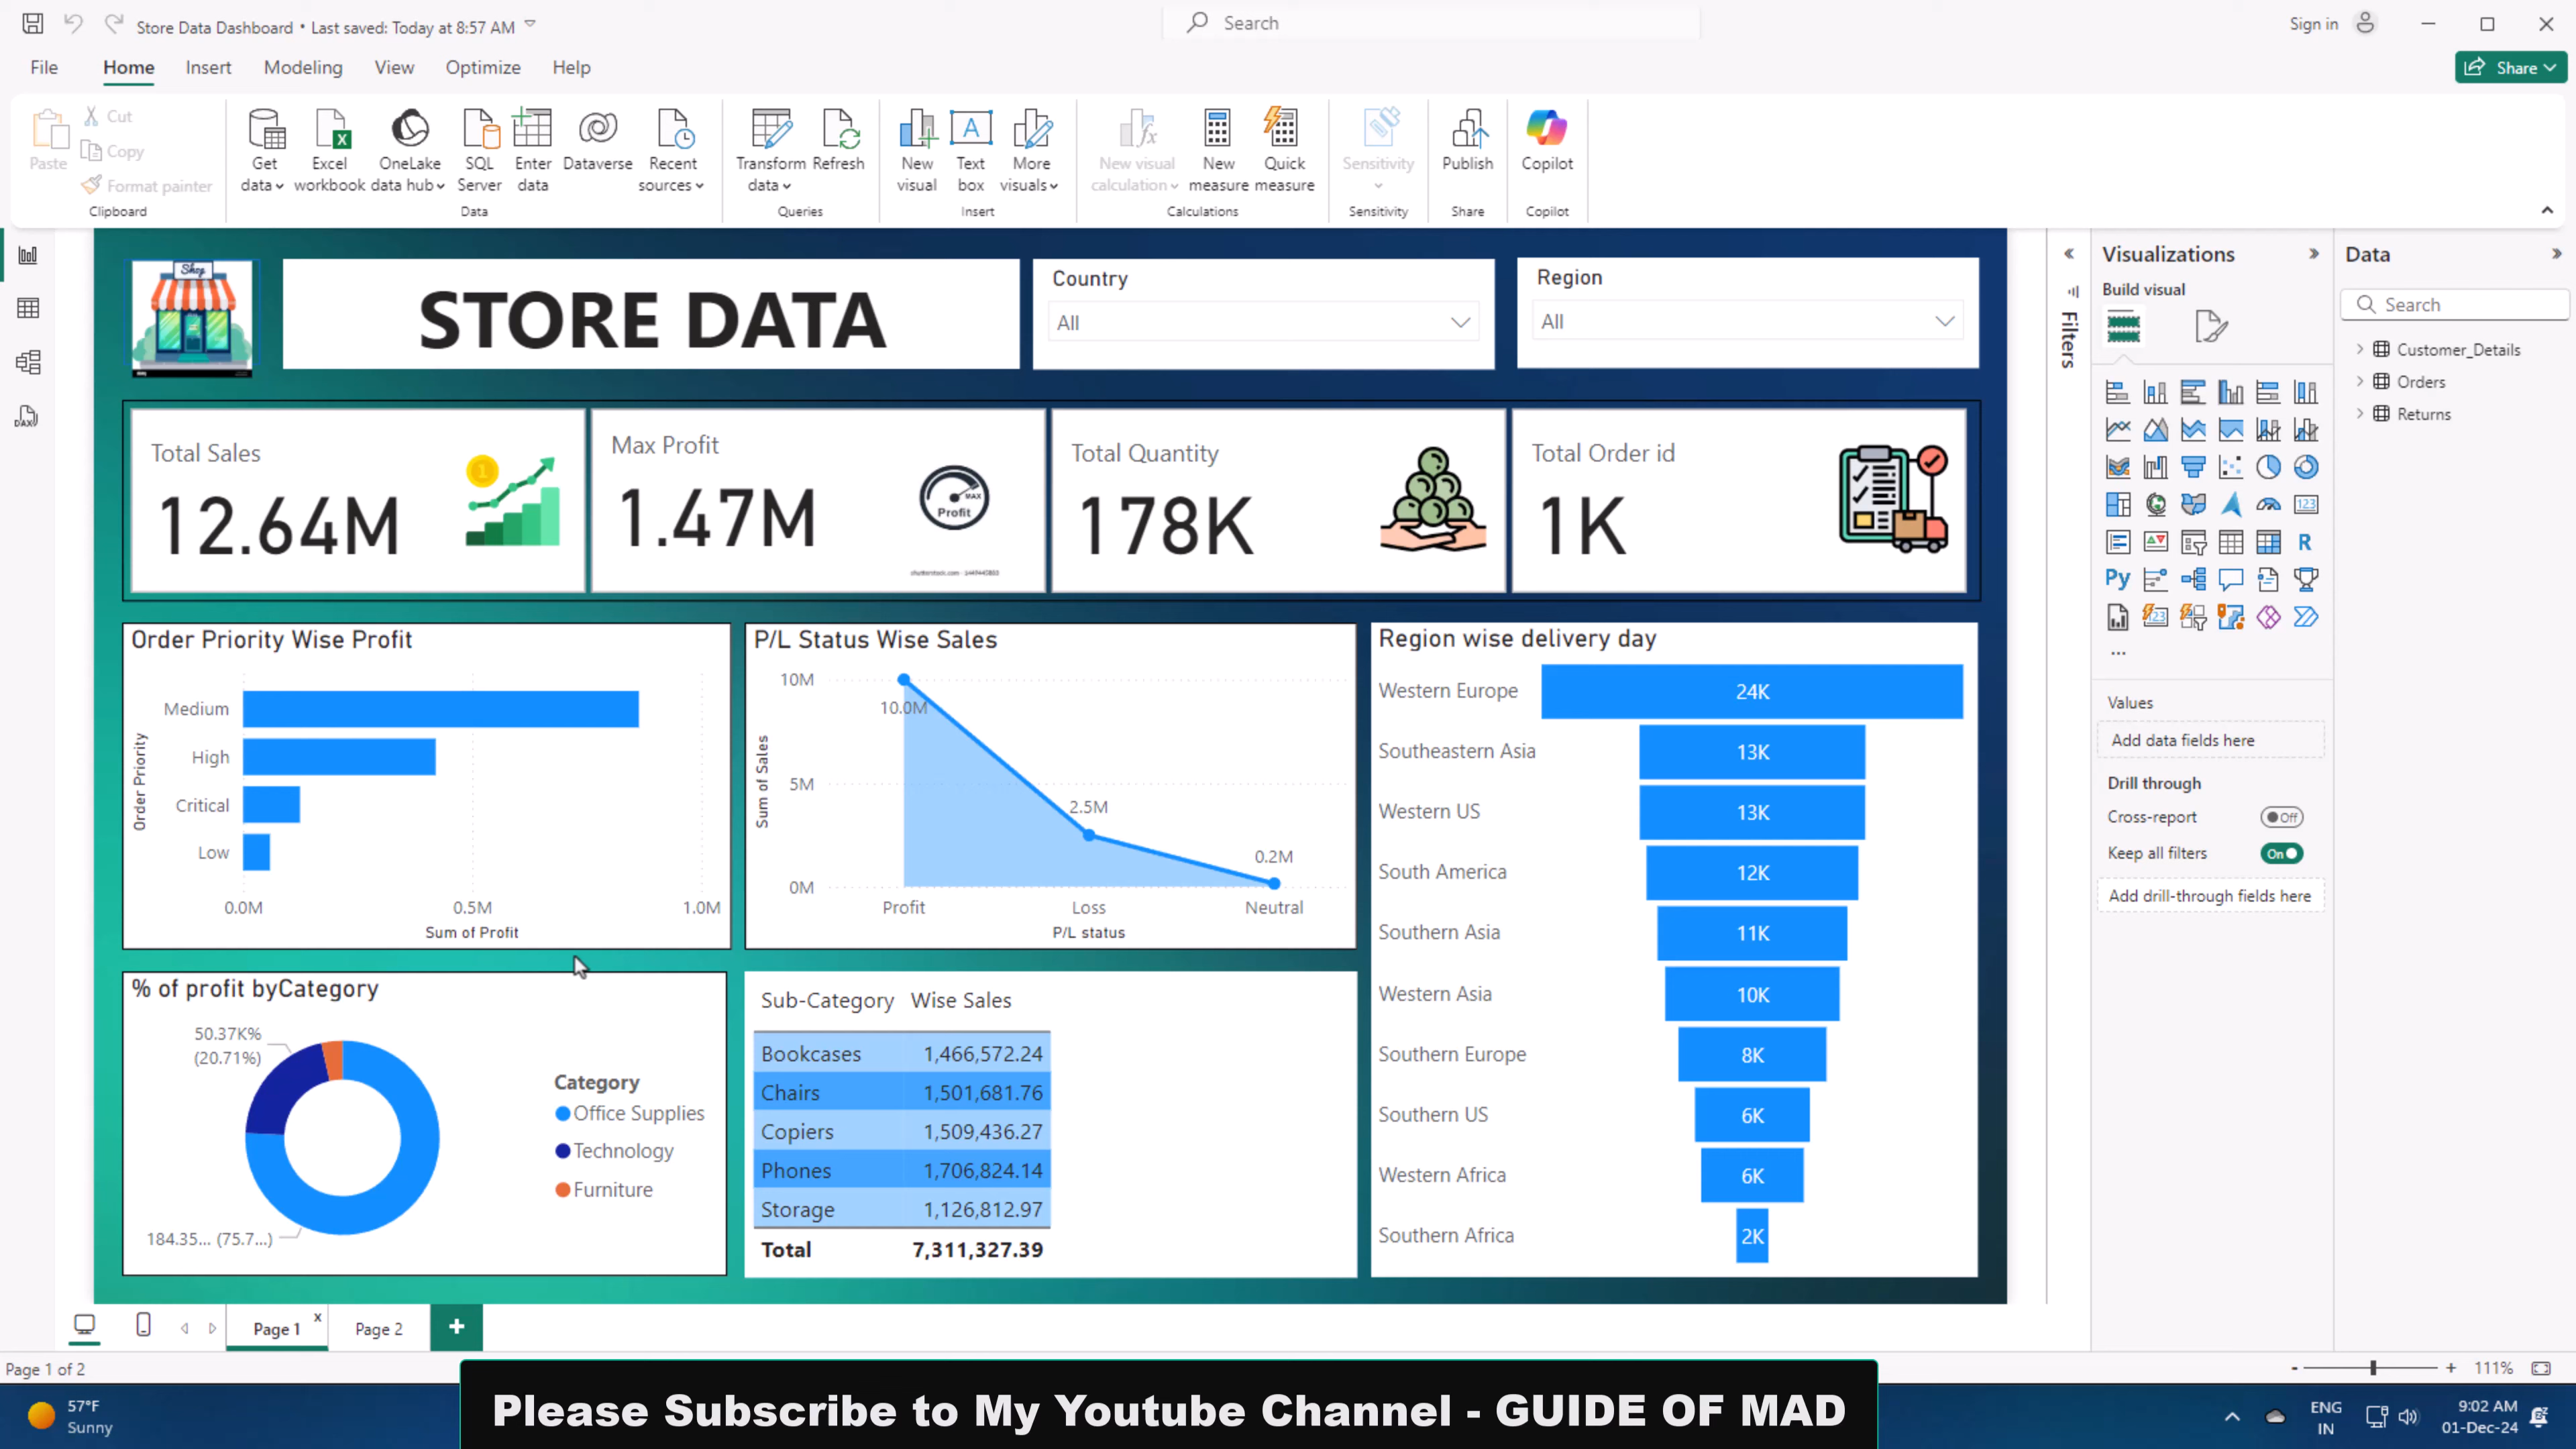 Store Data Dashboard • Last saved: Today at 8:57 AM
Search
Sign in
File Home Insert Modeling View Optimize Help
Share
Paste
Cut
Copy
Format painter
Clipboard
Get data
Excel workbook
OneLake data hub
SQL Server
Enter data
Dataverse
Recent sources
Data
Transform data
Refresh
Queries
New visual
Text box
More visuals
Insert
New visual calculation
New measure
Quick measure
Calculations
Sensitivity
Sensitivity
Publish
Share
Copilot
Copilot
Shop
STORE DATA
Country
All
Region
All
Total Sales
12.64M
Max Profit
1.47M
MAX
Profit
shutterstock.com · 1449445883
Total Quantity
178K
Total Order id
1K
Order Priority Wise Profit
Order Priority
Medium
High
Critical
Low
0.0M 0.5M 1.0M
Sum of Profit
P/L Status Wise Sales
Sum of Sales
10M
5M
0M
10.0M
2.5M
0.2M
Profit Loss Neutral
P/L status
Region wise delivery day
Western Europe 24K
Southeastern Asia 13K
Western US 13K
South America 12K
Southern Asia 11K
Western Asia 10K
Southern Europe 8K
Southern US 6K
Western Africa 6K
Southern Africa 2K
% of profit byCategory
50.37K%
(20.71%)
184.35... (75.7...)
Category
Office Supplies
Technology
Furniture
Sub-Category Wise Sales
Bookcases 1,466,572.24
Chairs 1,501,681.76
Copiers 1,509,436.27
Phones 1,706,824.14
Storage 1,126,812.97
Total 7,311,327.39
Filters
Visualizations
Build visual
123
R
Py
123
...
Values
Add data fields here
Drill through
Cross-report Off
Keep all filters On
Add drill-through fields here
Data
Search
Customer_Details
Orders
Returns
DAX
Page 1 x
Page 2
+
Page 1 of 2
- + 111%
57°F
Sunny
Please Subscribe to My Youtube Channel - GUIDE OF MAD
ENG
IN
9:02 AM
01-Dec-24